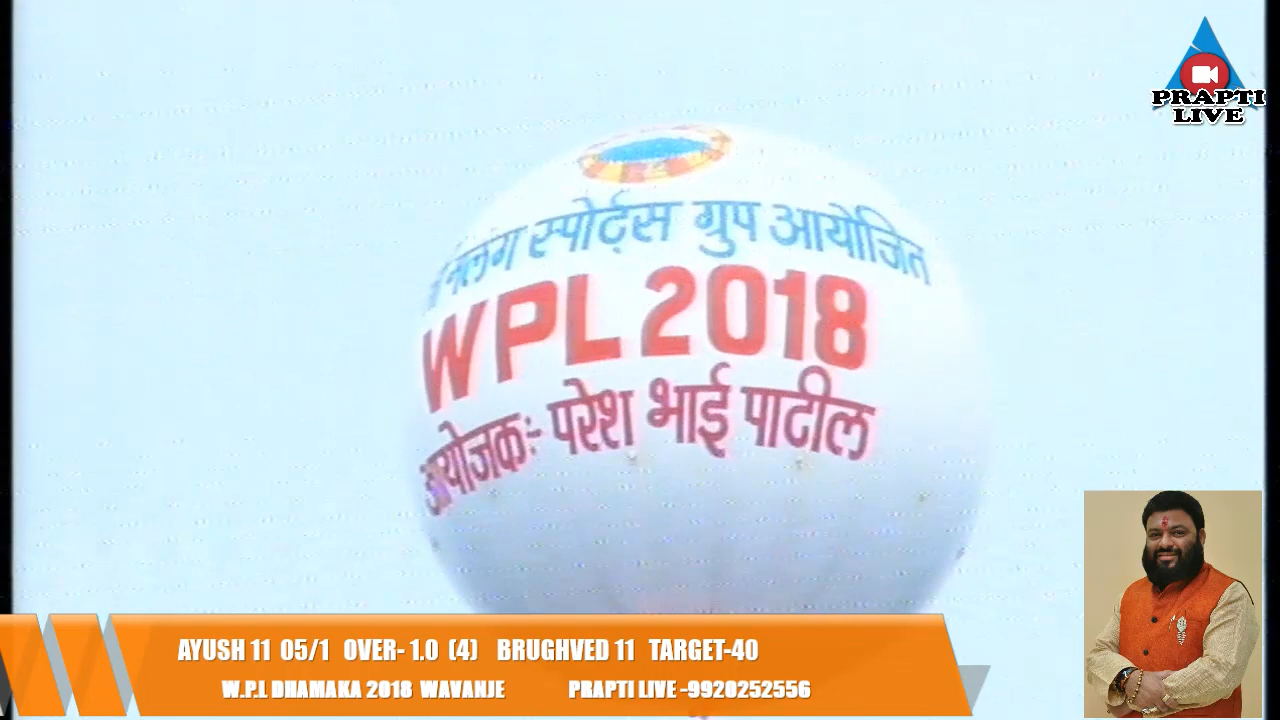 PRAPTI
LIVE
स्पोर्ट्स ग्रुप आयोजित
WPL 2018
आयोजकः- परेश भाई पाटील
AYUSH 11 05/1 OVER- 1.0 (4) BRUGHVED 11 TARGET-40
W.P.L DHAMAKA 2018 WAVANJE PRAPTI LIVE -9920252556